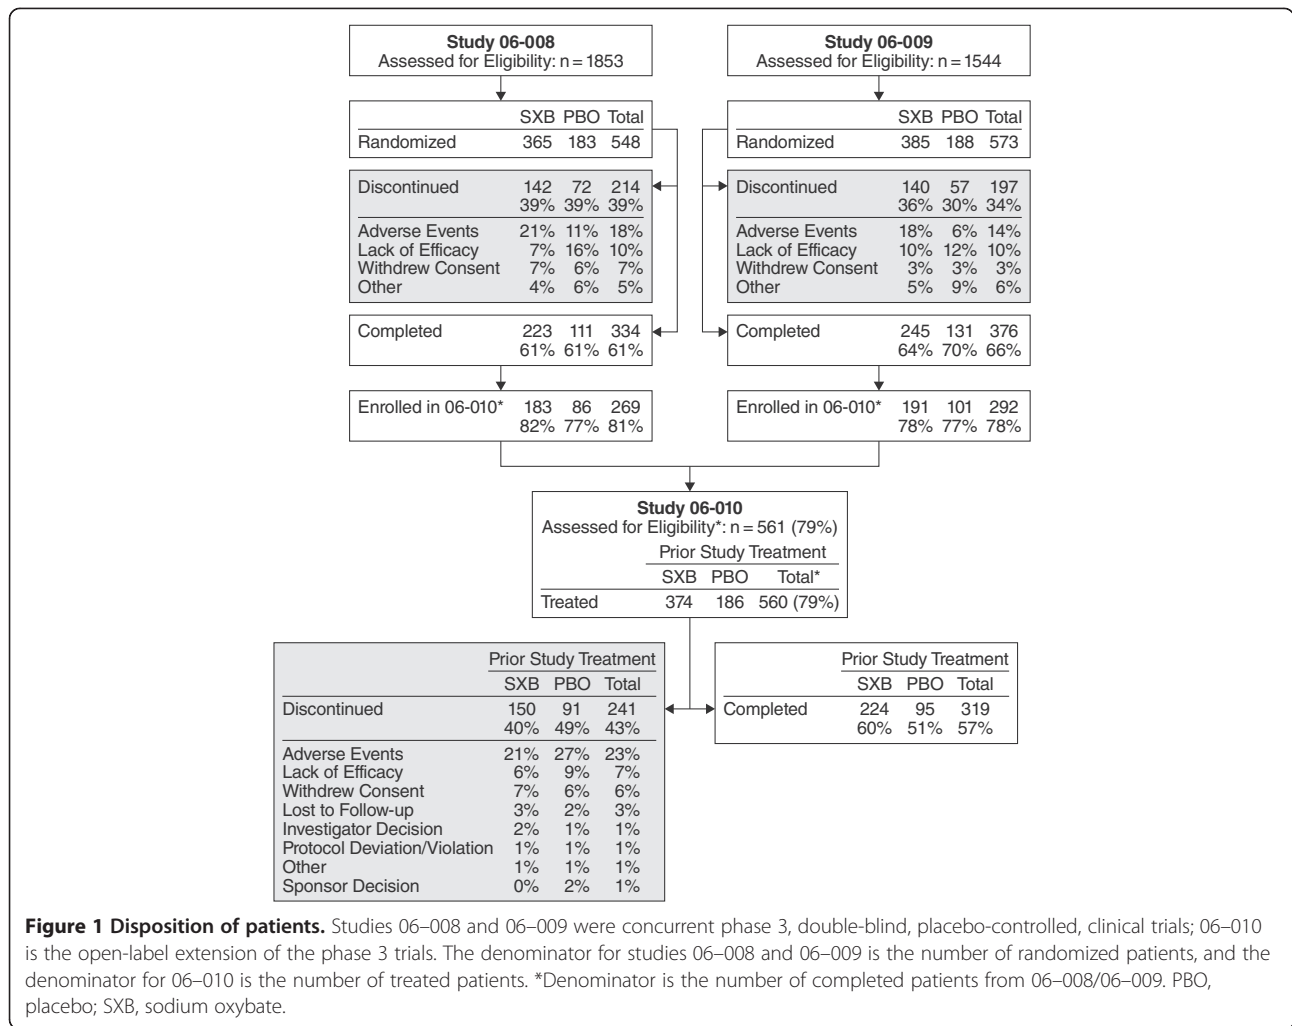 Study 06-008
Assessed for Eligibility: n = 1853
SXB PBO Total
Randomized 365 183 548
Discontinued 142 72 214
39% 39% 39%
Adverse Events 21% 11% 18%
Lack of Efficacy 7% 16% 10%
Withdrew Consent 7% 6% 7%
Other 4% 6% 5%
Completed 223 111 334
61% 61% 61%
Enrolled in 06-010* 183 86 269
82% 77% 81%
Study 06-009
Assessed for Eligibility: n = 1544
SXB PBO Total
Randomized 385 188 573
Discontinued 140 57 197
36% 30% 34%
Adverse Events 18% 6% 14%
Lack of Efficacy 10% 12% 10%
Withdrew Consent 3% 3% 3%
Other 5% 9% 6%
Completed 245 131 376
64% 70% 66%
Enrolled in 06-010* 191 101 292
78% 77% 78%
Study 06-010
Assessed for Eligibility*: n = 561 (79%)
Prior Study Treatment
SXB PBO Total*
Treated 374 186 560 (79%)
Prior Study Treatment
SXB PBO Total
Discontinued 150 91 241
40% 49% 43%
Adverse Events 21% 27% 23%
Lack of Efficacy 6% 9% 7%
Withdrew Consent 7% 6% 6%
Lost to Follow-up 3% 2% 3%
Investigator Decision 2% 1% 1%
Protocol Deviation/Violation 1% 1% 1%
Other 1% 1% 1%
Sponsor Decision 0% 2% 1%
Prior Study Treatment
SXB PBO Total
Completed 224 95 319
60% 51% 57%
Figure 1 Disposition of patients. Studies 06–008 and 06–009 were concurrent phase 3, double-blind, placebo-controlled, clinical trials; 06–010
is the open-label extension of the phase 3 trials. The denominator for studies 06–008 and 06–009 is the number of randomized patients, and the
denominator for 06–010 is the number of treated patients. *Denominator is the number of completed patients from 06–008/06–009. PBO,
placebo; SXB, sodium oxybate.